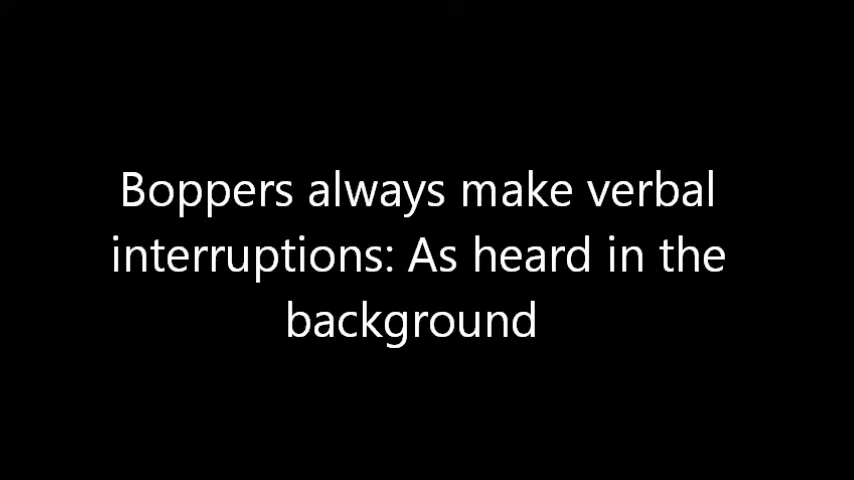 Boppers always make verbal
interruptions: As heard in the
background